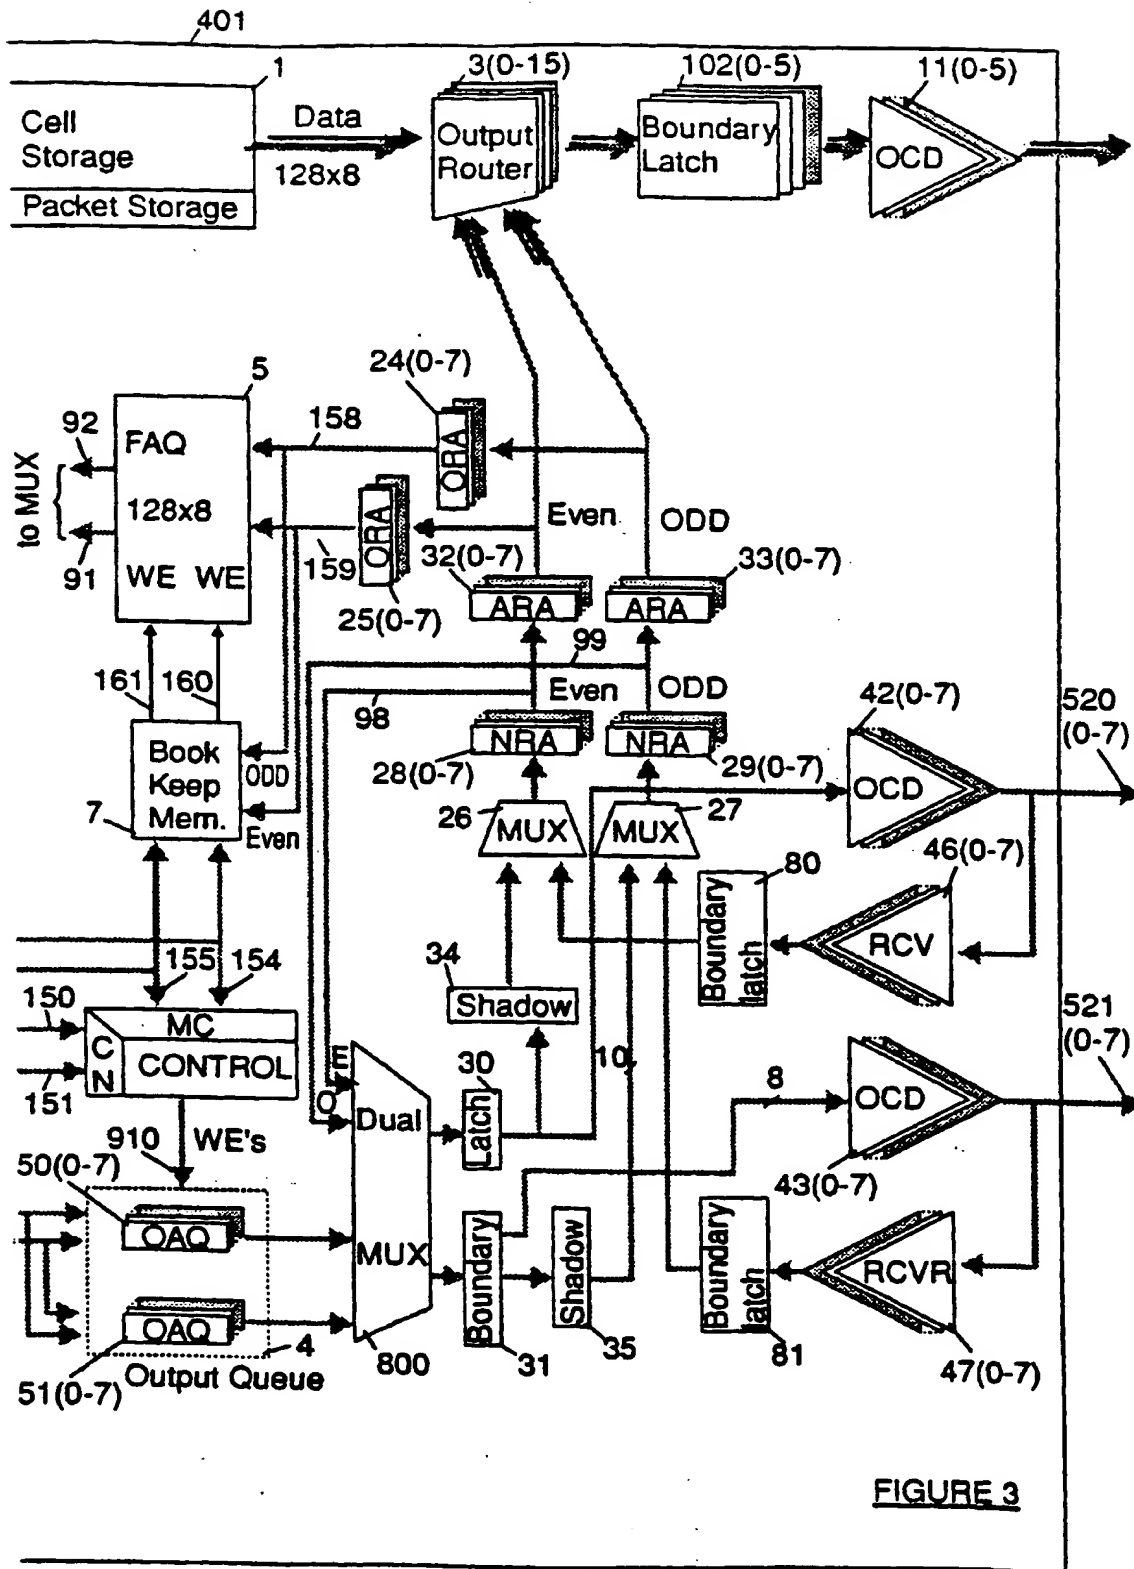 401
1
3(0-15)
102(0-5)
11(0-5)
Cell
Storage
Packet Storage
Data
128x8
Output
Router
Boundary
Latch
OCD
24(0-7)
5
92
158
FAQ
ORA
to MUX
128x8
Even
ODD
ORA
91
159
32(0-7)
33(0-7)
WE WE
25(0-7)
ARA
ARA
99
161
160
Even
ODD
98
42(0-7)
520
(0-7)
NRA
NRA
Book
Keep
Mem.
ODD
28(0-7)
29(0-7)
OCD
7
Even
26
27
MUX
MUX
46(0-7)
80
Boundary
latch
RCV
155
154
34
Shadow
150
MC
C
N
CONTROL
151
521
(0-7)
E
O
10
30
8
OCD
Dual
Latch
910
WE's
50(0-7)
43(0-7)
OAQ
MUX
Boundary
Shadow
Boundary
latch
RCVR
OAQ
4
800
31
35
81
47(0-7)
51(0-7)
Output Queue
FIGURE 3